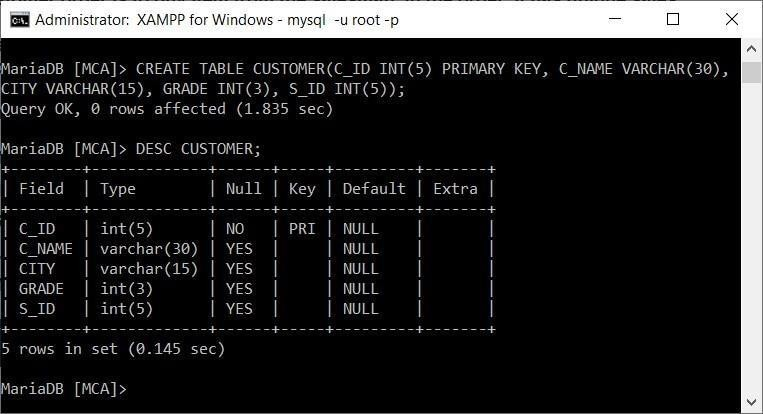 Administrator: XAMPP for Windows - mysql -u root -p
MariaDB [MCA]> CREATE TABLE CUSTOMER(C_ID INT(5) PRIMARY KEY, C_NAME VARCHAR(30),
CITY VARCHAR(15), GRADE INT(3), S_ID INT(5));
Query OK, 0 rows affected (1.835 sec)
MariaDB [MCA]> DESC CUSTOMER;
+--------+-------------+------+-----+---------+-------+
| Field  | Type        | Null | Key | Default | Extra |
+--------+-------------+------+-----+---------+-------+
| C_ID   | int(5)      | NO   | PRI | NULL    |       |
| C_NAME | varchar(30) | YES  |     | NULL    |       |
| CITY   | varchar(15) | YES  |     | NULL    |       |
| GRADE  | int(3)      | YES  |     | NULL    |       |
| S_ID   | int(5)      | YES  |     | NULL    |       |
+--------+-------------+------+-----+---------+-------+
5 rows in set (0.145 sec)
MariaDB [MCA]>